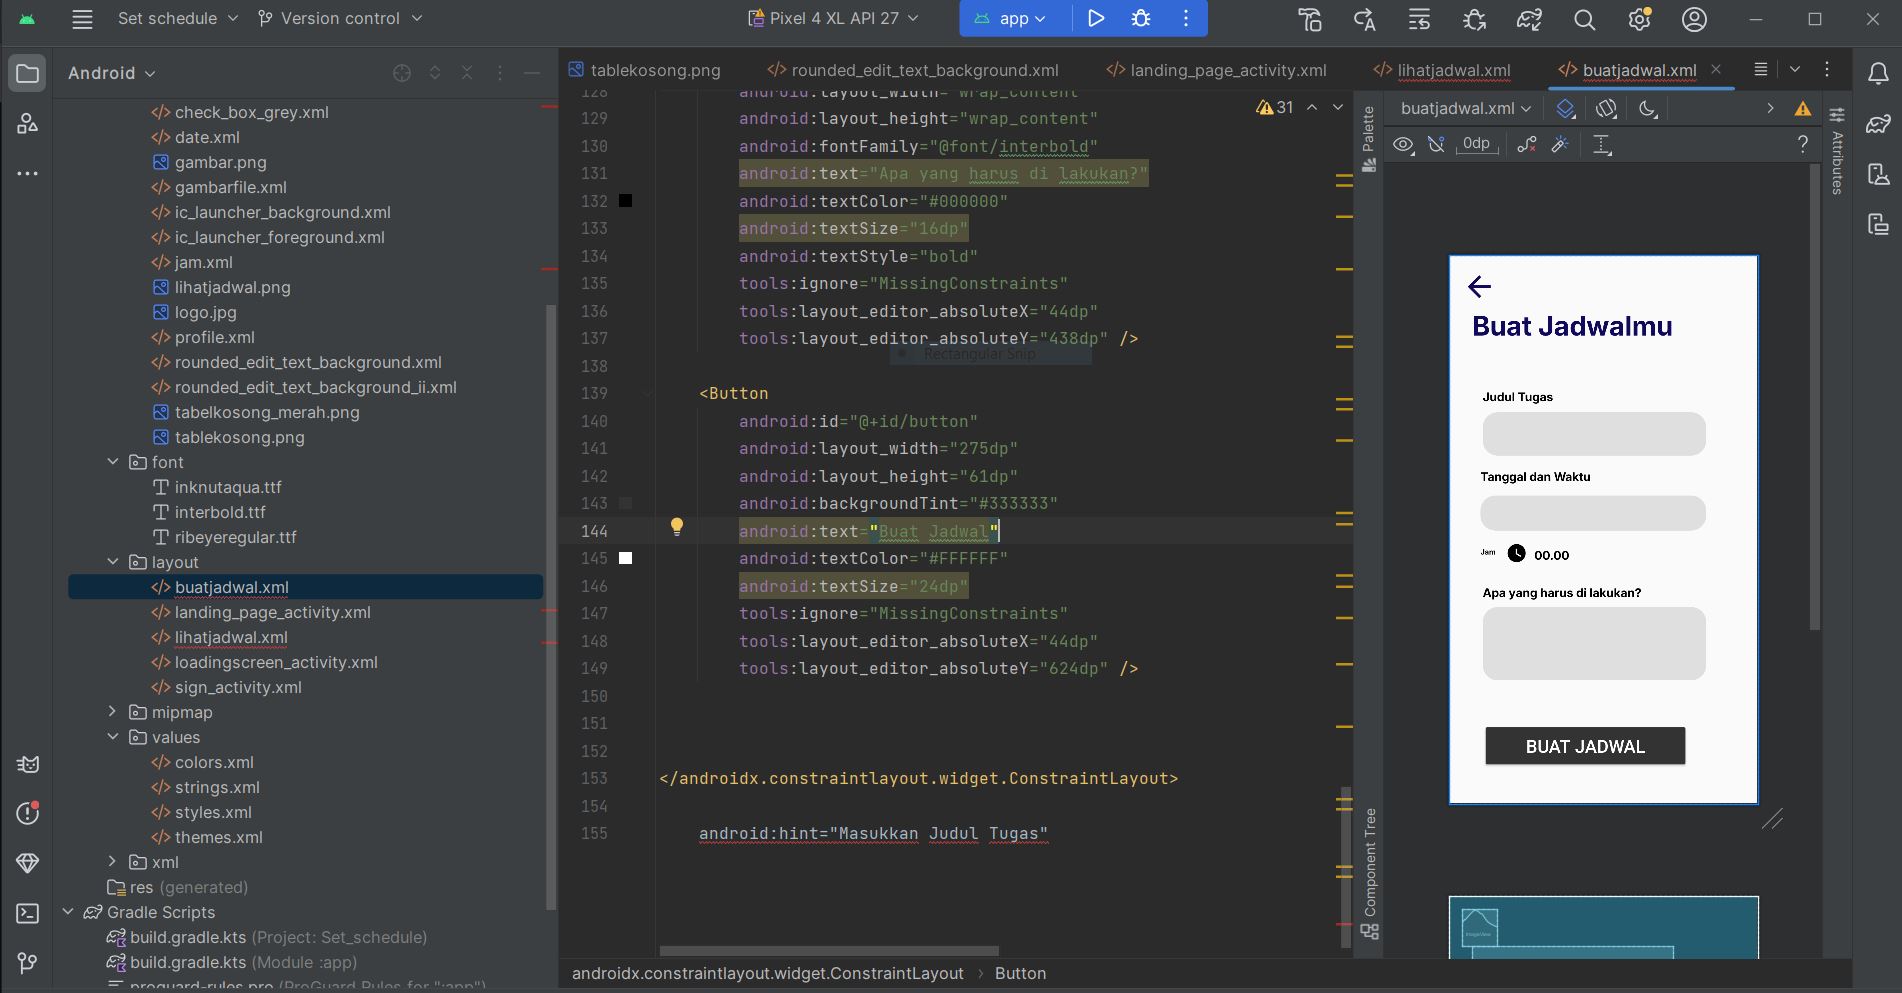 Set schedule
Version control
Pixel 4 XL API 27
app
Android
check_box_grey.xml
date.xml
gambar.png
gambarfile.xml
ic_launcher_background.xml
ic_launcher_foreground.xml
jam.xml
lihatjadwal.png
logo.jpg
profile.xml
rounded_edit_text_background.xml
rounded_edit_text_background_ii.xml
tabelkosong_merah.png
tablekosong.png
font
inknutaqua.ttf
interbold.ttf
ribeyeregular.ttf
layout
buatjadwal.xml
landing_page_activity.xml
lihatjadwal.xml
loadingscreen_activity.xml
sign_activity.xml
mipmap
values
colors.xml
strings.xml
styles.xml
themes.xml
xml
res (generated)
Gradle Scripts
build.gradle.kts (Project: Set_schedule)
build.gradle.kts (Module :app)
proguard-rules.pro (ProGuard Rules for ":app")
tablekosong.png
rounded_edit_text_background.xml
landing_page_activity.xml
lihatjadwal.xml
buatjadwal.xml
31
128 android:layout_width="wrap_content"
129 android:layout_height="wrap_content"
130 android:fontFamily="@font/interbold"
131 android:text="Apa yang harus di lakukan?"
132 android:textColor="#000000"
133 android:textSize="16dp"
134 android:textStyle="bold"
135 tools:ignore="MissingConstraints"
136 tools:layout_editor_absoluteX="44dp"
137 tools:layout_editor_absoluteY="438dp" />
Rectangular Snip
138
139 <Button
140 android:id="@+id/button"
141 android:layout_width="275dp"
142 android:layout_height="61dp"
143 android:backgroundTint="#333333"
144 android:text="Buat Jadwal"
145 android:textColor="#FFFFFF"
146 android:textSize="24dp"
147 tools:ignore="MissingConstraints"
148 tools:layout_editor_absoluteX="44dp"
149 tools:layout_editor_absoluteY="624dp" />
150
151
152
153 </androidx.constraintlayout.widget.ConstraintLayout>
154
155 android:hint="Masukkan Judul Tugas"
androidx.constraintlayout.widget.ConstraintLayout
Button
Palette
Component Tree
buatjadwal.xml
0dp
?
Attributes
Buat Jadwalmu
Judul Tugas
Tanggal dan Waktu
Jam
00.00
Apa yang harus di lakukan?
BUAT JADWAL
ImageView